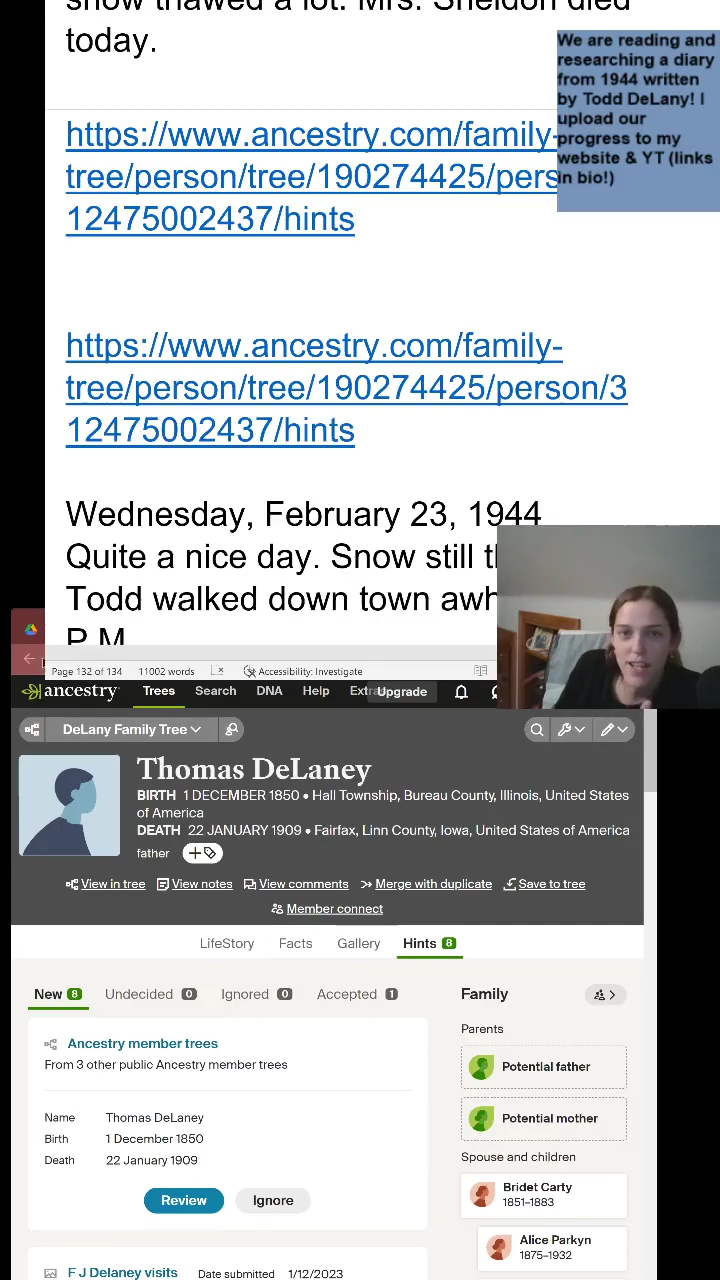 snow thawed a lot. Mrs. Sheldon died
today.
We are reading and
researching a diary
from 1944 written
by Todd DeLany! I
upload our
progress to my
website & YT (links
in bio!)
https://www.ancestry.com/family-
tree/person/tree/190274425/pers
12475002437/hints
https://www.ancestry.com/family-
tree/person/tree/190274425/person/3
12475002437/hints
Wednesday, February 23, 1944
Quite a nice day. Snow still
Todd walked down town
P.M
Page 132 of 134 11002 words Accessibility: Investigate
ancestry Trees Search DNA Help Extra Upgrade
DeLany Family Tree
Thomas DeLaney
BIRTH 1 DECEMBER 1850 • Hall Township, Bureau County, Illinois, United States
of America
DEATH 22 JANUARY 1909 • Fairfax, Linn County, Iowa, United States of America
father
View in tree View notes View comments Merge with duplicate Save to tree
Member connect
LifeStory Facts Gallery Hints 8
New 8 Undecided 0 Ignored 0 Accepted 1
Family
Parents
Ancestry member trees
From 3 other public Ancestry member trees
Potential father
Name Thomas DeLaney
Birth 1 December 1850
Death 22 January 1909
Potential mother
Spouse and children
Review Ignore
Bridet Carty
1851–1883
Alice Parkyn
1875–1932
F J Delaney visits Date submitted 1/12/2023